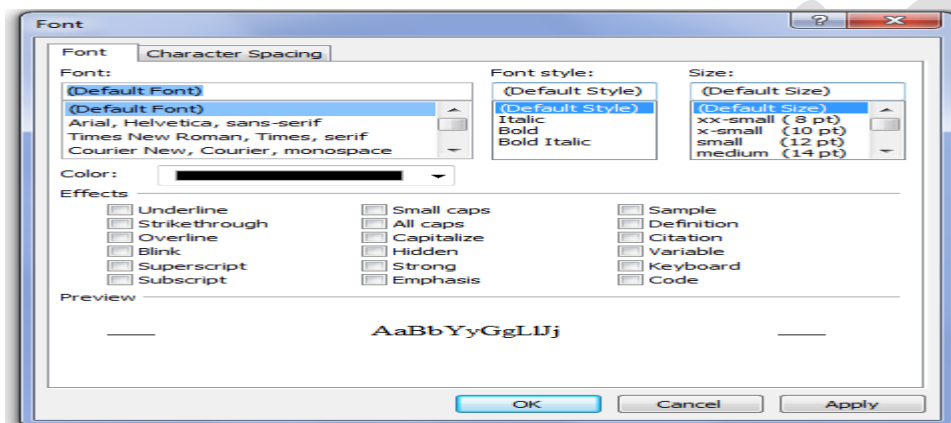 Font
Font Character Spacing
Font: Font style: Size:
(Default Font) (Default Style) (Default Size)
(Default Font) (Default Style) (Default Size)
Arial, Helvetica, sans-serif Italic xx-small ( 8 pt)
Times New Roman, Times, serif Bold x-small (10 pt)
Courier New, Courier, monospace Bold Italic small (12 pt)
medium (14 pt)
Color:
Effects
Underline Small caps Sample
Strikethrough All caps Definition
Overline Capitalize Citation
Blink Hidden Variable
Superscript Strong Keyboard
Subscript Emphasis Code
Preview
AaBbYyGgLlJj
OK Cancel Apply